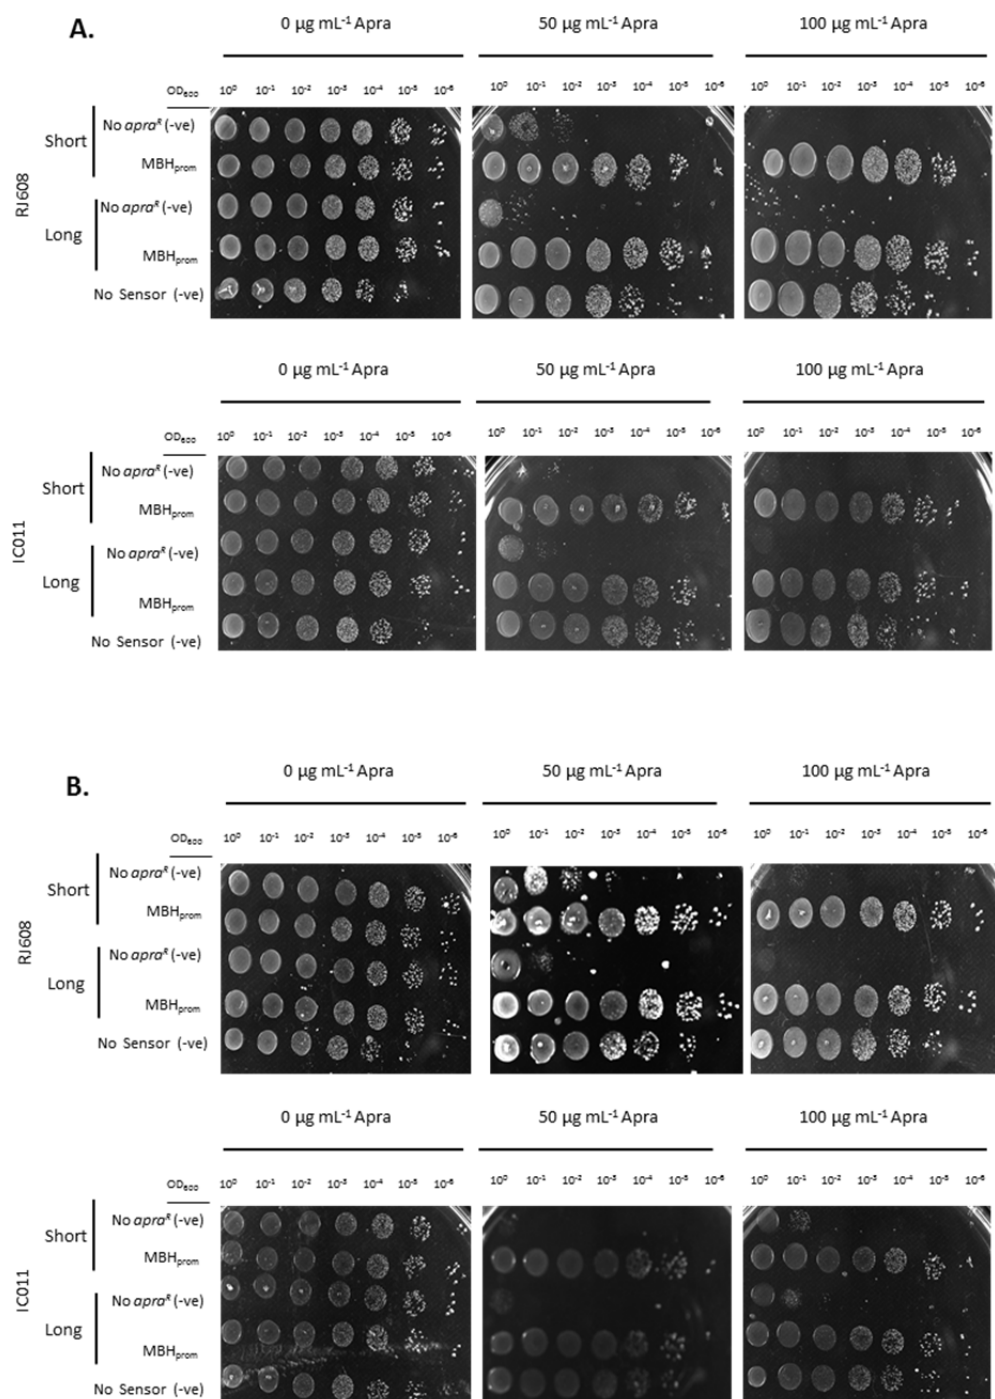 A.
0 µg mL⁻¹ Apra 50 µg mL⁻¹ Apra 100 µg mL⁻¹ Apra
OD₆₀₀ 10⁰ 10⁻¹ 10⁻² 10⁻³ 10⁻⁴ 10⁻⁵ 10⁻⁶ 10⁰ 10⁻¹ 10⁻² 10⁻³ 10⁻⁴ 10⁻⁵ 10⁻⁶ 10⁰ 10⁻¹ 10⁻² 10⁻³ 10⁻⁴ 10⁻⁵ 10⁻⁶
RJ608
Short
No apraᴿ (-ve)
MBHprom
Long
No apraᴿ (-ve)
MBHprom
No Sensor (-ve)
0 µg mL⁻¹ Apra 50 µg mL⁻¹ Apra 100 µg mL⁻¹ Apra
OD₆₀₀ 10⁰ 10⁻¹ 10⁻² 10⁻³ 10⁻⁴ 10⁻⁵ 10⁻⁶ 10⁰ 10⁻¹ 10⁻² 10⁻³ 10⁻⁴ 10⁻⁵ 10⁻⁶ 10⁰ 10⁻¹ 10⁻² 10⁻³ 10⁻⁴ 10⁻⁵ 10⁻⁶
IC011
Short
No apraᴿ (-ve)
MBHprom
Long
No apraᴿ (-ve)
MBHprom
No Sensor (-ve)
B.
0 µg mL⁻¹ Apra 50 µg mL⁻¹ Apra 100 µg mL⁻¹ Apra
OD₆₀₀ 10⁰ 10⁻¹ 10⁻² 10⁻³ 10⁻⁴ 10⁻⁵ 10⁻⁶ 10⁰ 10⁻¹ 10⁻² 10⁻³ 10⁻⁴ 10⁻⁵ 10⁻⁶ 10⁰ 10⁻¹ 10⁻² 10⁻³ 10⁻⁴ 10⁻⁵ 10⁻⁶
RJ608
Short
No apraᴿ (-ve)
MBHprom
Long
No apraᴿ (-ve)
MBHprom
No Sensor (-ve)
0 µg mL⁻¹ Apra 50 µg mL⁻¹ Apra 100 µg mL⁻¹ Apra
OD₆₀₀ 10⁰ 10⁻¹ 10⁻² 10⁻³ 10⁻⁴ 10⁻⁵ 10⁻⁶ 10⁰ 10⁻¹ 10⁻² 10⁻³ 10⁻⁴ 10⁻⁵ 10⁻⁶ 10⁰ 10⁻¹ 10⁻² 10⁻³ 10⁻⁴ 10⁻⁵ 10⁻⁶
IC011
Short
No apraᴿ (-ve)
MBHprom
Long
No apraᴿ (-ve)
MBHprom
No Sensor (-ve)